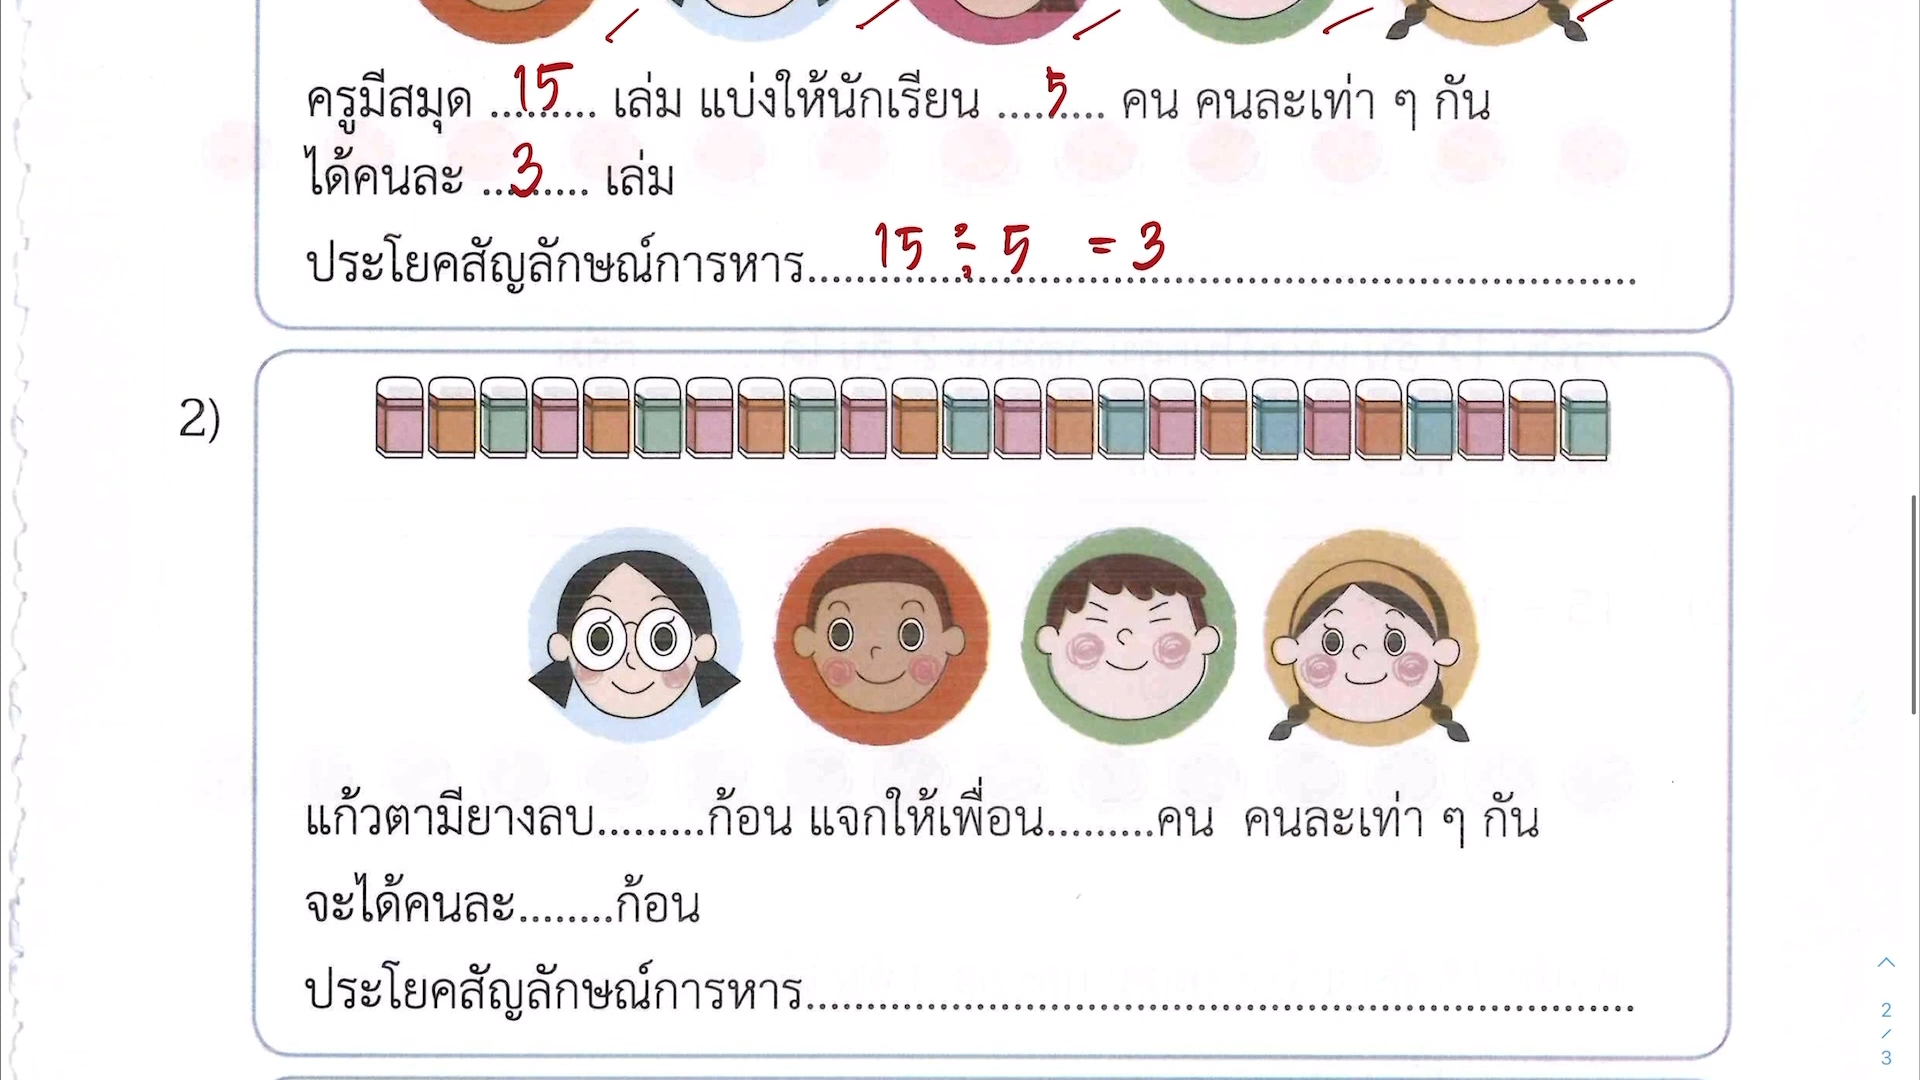 ครูมีสมุด ...15... เล่ม แบ่งให้นักเรียน ...5... คน คนละเท่า ๆ กัน
ได้คนละ ...3... เล่ม
ประโยคสัญลักษณ์การหาร...15 ÷ 5 = 3...
2)
แก้วตามียางลบ.........ก้อน แจกให้เพื่อน.........คน คนละเท่า ๆ กัน
จะได้คนละ........ก้อน
ประโยคสัญลักษณ์การหาร......................................................................
2
/
3